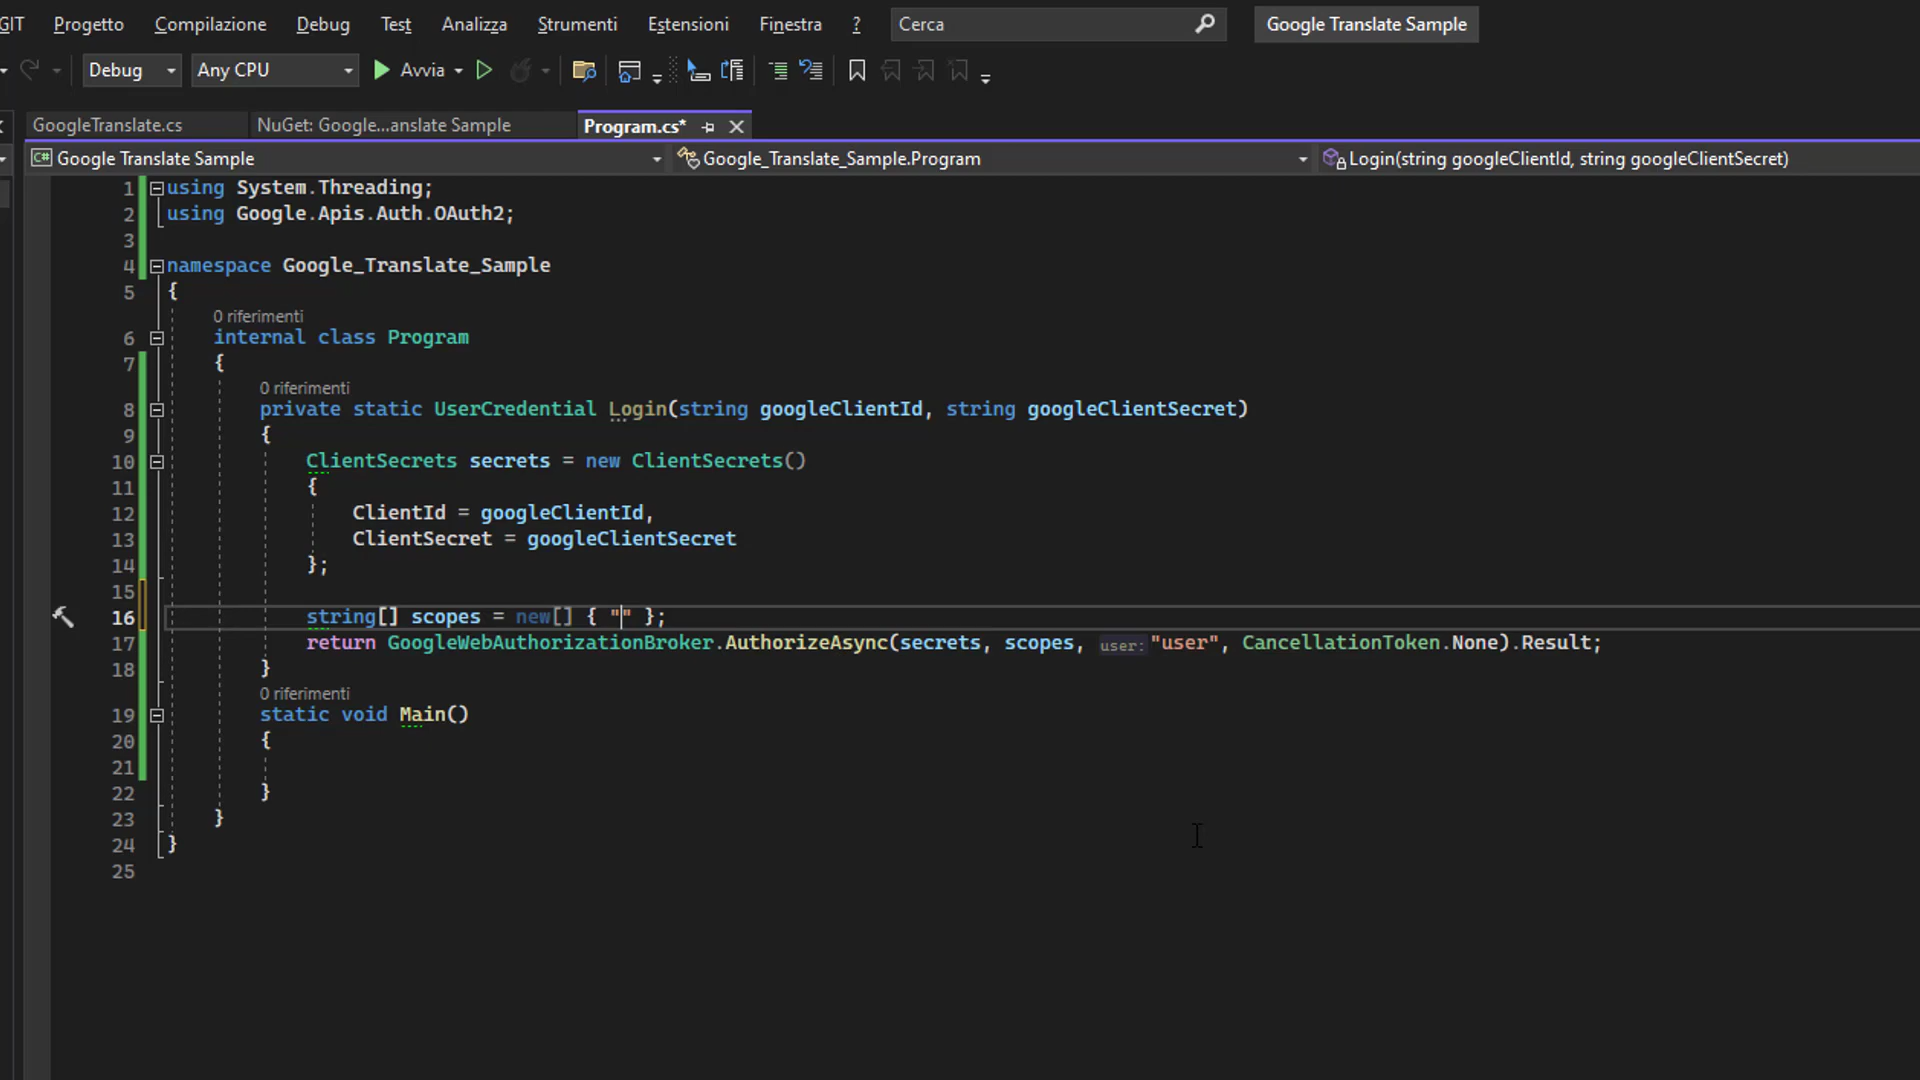 GIT Progetto Compilazione Debug Test Analizza Strumenti Estensioni Finestra ? Cerca Google Translate Sample
Debug Any CPU Avvia
GoogleTranslate.cs NuGet: Google...anslate Sample Program.cs*
C# Google Translate Sample Google_Translate_Sample.Program Login(string googleClientId, string googleClientSecret)
1 using System.Threading;
2 using Google.Apis.Auth.OAuth2;
3
4 namespace Google_Translate_Sample
5 {
0 riferimenti
6 internal class Program
7 {
0 riferimenti
8 private static UserCredential Login(string googleClientId, string googleClientSecret)
9 {
10 ClientSecrets secrets = new ClientSecrets()
11 {
12 ClientId = googleClientId,
13 ClientSecret = googleClientSecret
14 };
15
16 string[] scopes = new[] { "" };
17 return GoogleWebAuthorizationBroker.AuthorizeAsync(secrets, scopes, user: "user", CancellationToken.None).Result;
18 }
0 riferimenti
19 static void Main()
20 {
21
22 }
23 }
24 }
25